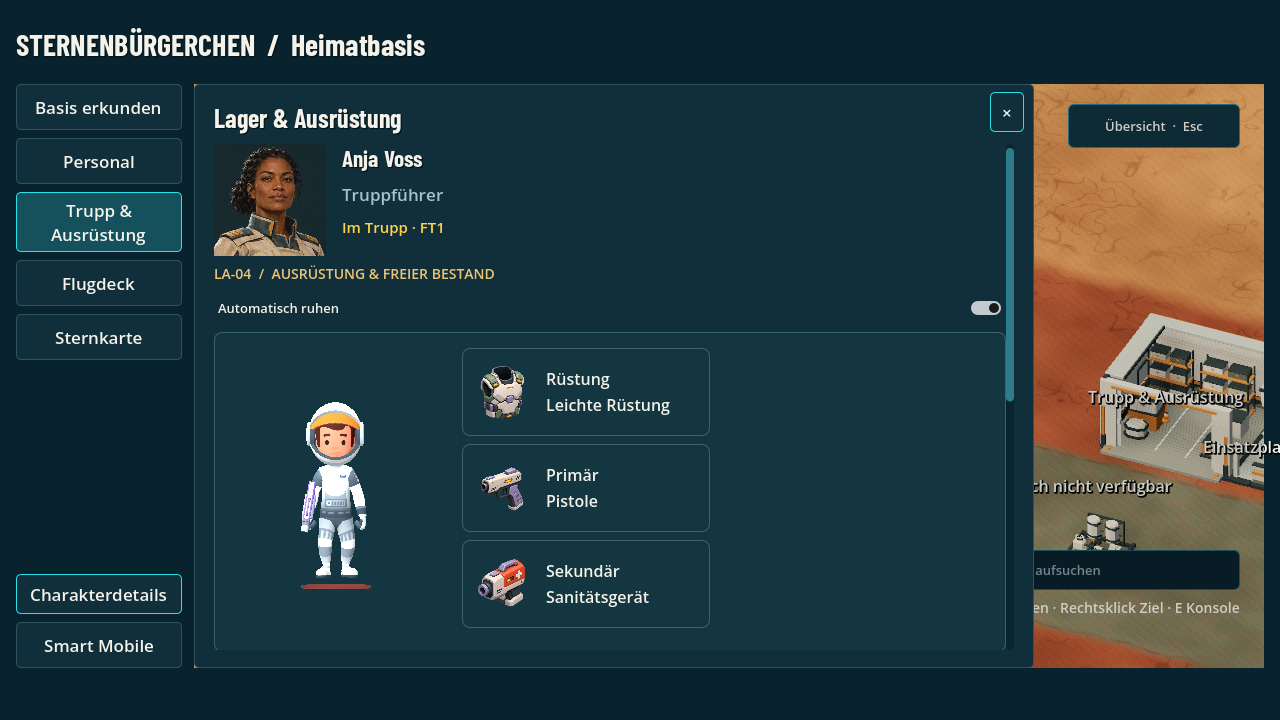 STERNENBÜRGERCHEN / Heimatbasis
Basis erkunden
Personal
Trupp &
Ausrüstung
Flugdeck
Sternkarte
Charakterdetails
Smart Mobile
Lager & Ausrüstung
×
Anja Voss
Truppführer
Im Trupp · FT1
LA-04 / AUSRÜSTUNG & FREIER BESTAND
Automatisch ruhen
Rüstung
Leichte Rüstung
Primär
Pistole
Sekundär
Sanitätsgerät
Übersicht · Esc
Trupp & Ausrüstung
Einsatzpla
ch nicht verfügbar
aufsuchen
en · Rechtsklick Ziel · E Konsole